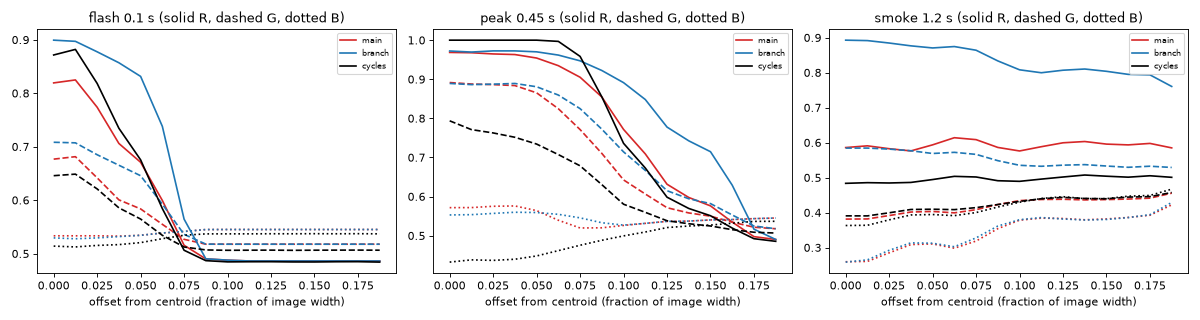 flash 0.1 s (solid R, dashed G, dotted B)
0.9
0.8
0.7
0.6
0.5
main
branch
cycles
0.000 0.025 0.050 0.075 0.100 0.125 0.150 0.175
offset from centroid (fraction of image width)
peak 0.45 s (solid R, dashed G, dotted B)
1.0
0.9
0.8
0.7
0.6
0.5
main
branch
cycles
0.000 0.025 0.050 0.075 0.100 0.125 0.150 0.175
offset from centroid (fraction of image width)
smoke 1.2 s (solid R, dashed G, dotted B)
0.9
0.8
0.7
0.6
0.5
0.4
0.3
main
branch
cycles
0.000 0.025 0.050 0.075 0.100 0.125 0.150 0.175
offset from centroid (fraction of image width)